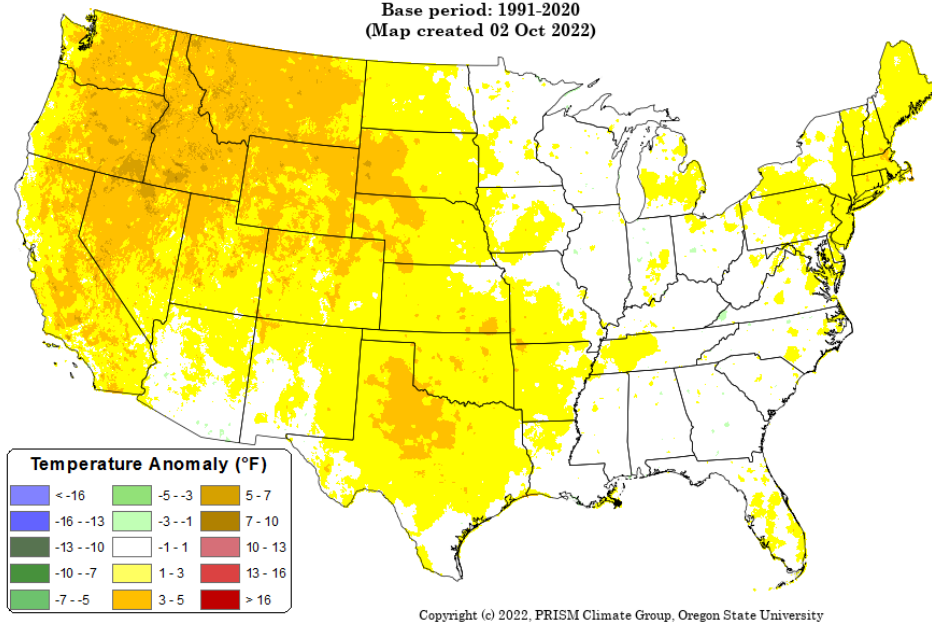 Base period: 1991-2020
(Map created 02 Oct 2022)
Temperature Anomaly (°F)
< -16
-5 - -3
5 - 7
-16 - -13
-3 - -1
7 - 10
-13 - -10
-1 - 1
10 - 13
-10 - -7
1 - 3
13 - 16
-7 - -5
3 - 5
> 16
Copyright (c) 2022, PRISM Climate Group, Oregon State University